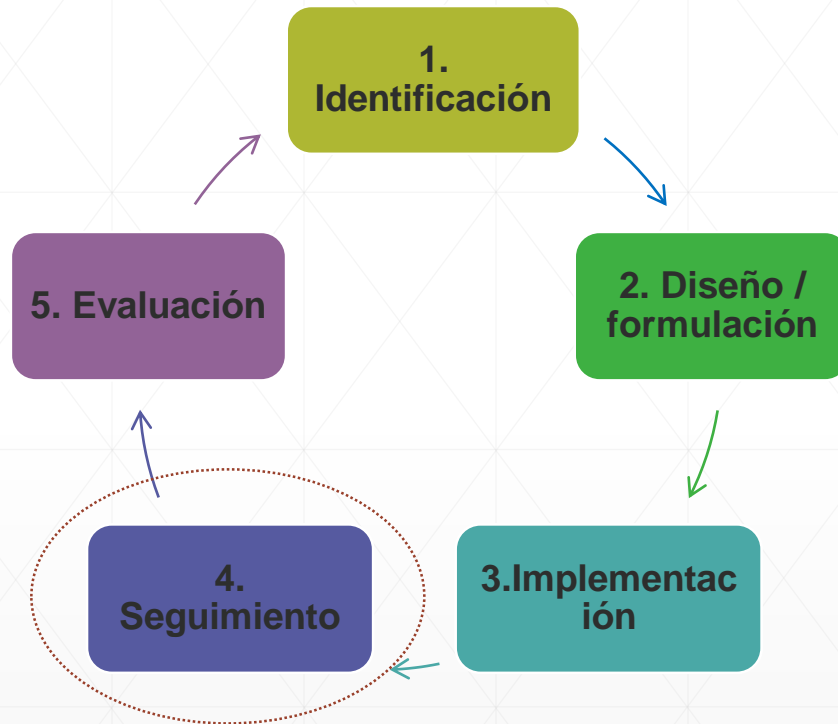 1.
Identificación
2. Diseño /
formulación
3.Implementac
ión
4.
Seguimiento
5. Evaluación